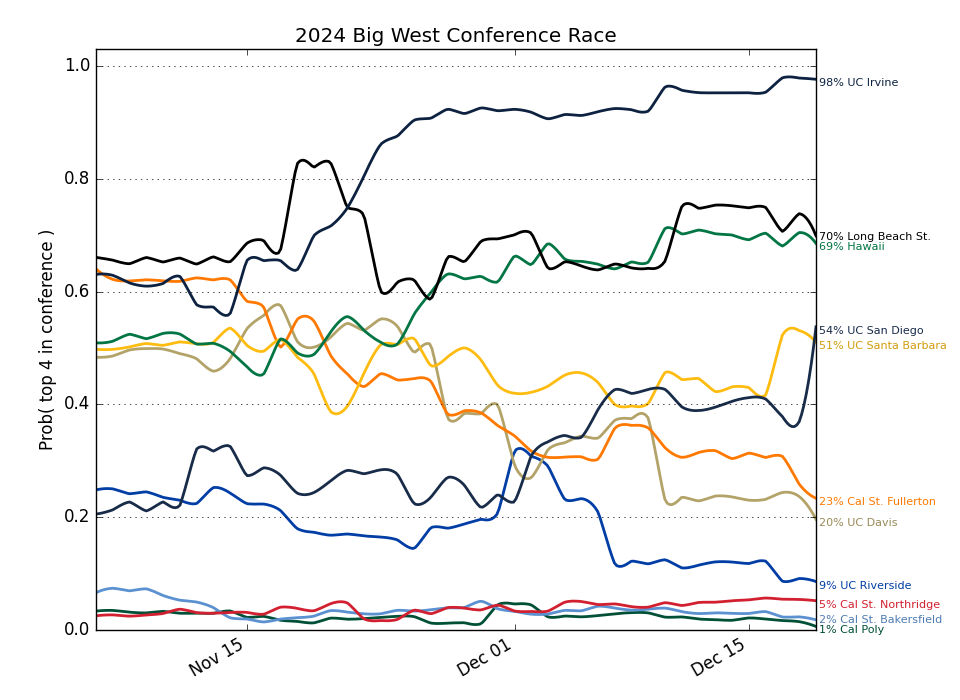 2024 Big West Conference Race
Prob( top 4 in conference )
1.0
0.8
0.6
0.4
0.2
0.0
Nov 15
Dec 01
Dec 15
98% UC Irvine
70% Long Beach St.
69% Hawaii
54% UC San Diego
51% UC Santa Barbara
23% Cal St. Fullerton
20% UC Davis
9% UC Riverside
5% Cal St. Northridge
2% Cal St. Bakersfield
1% Cal Poly